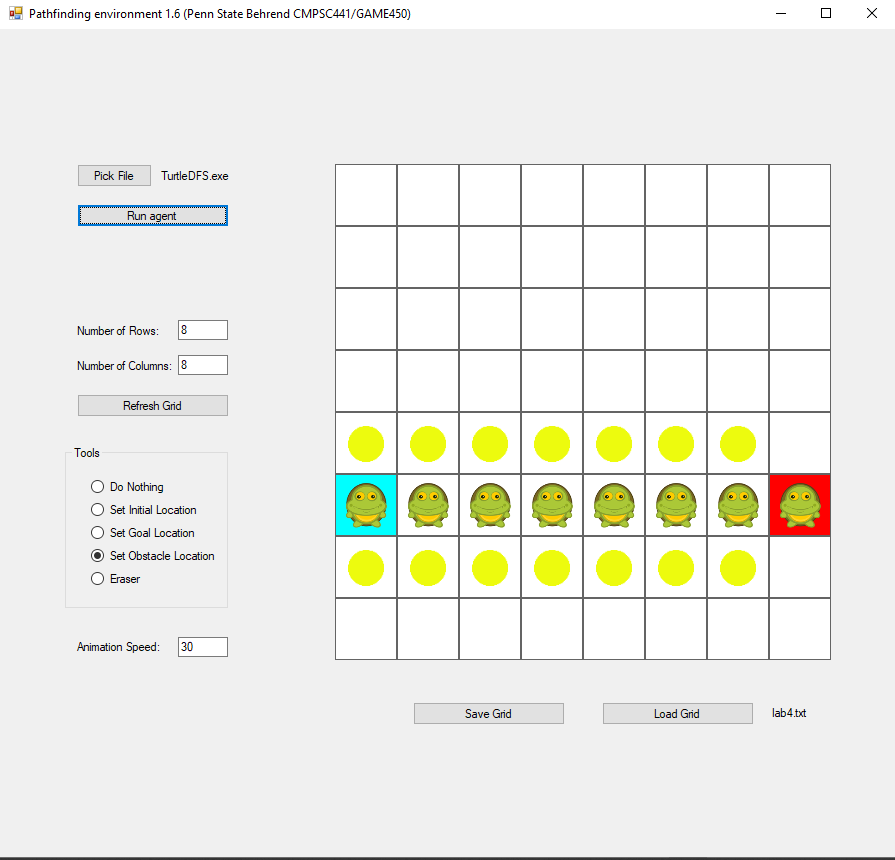 Pathfinding environment 1.6 (Penn State Behrend CMPSC441/GAME450)
Pick File TurtleDFS.exe
Run agent
Number of Rows: 8
Number of Columns: 8
Refresh Grid
Tools
Do Nothing
Set Initial Location
Set Goal Location
Set Obstacle Location
Eraser
Animation Speed: 30
Save Grid Load Grid lab4.txt